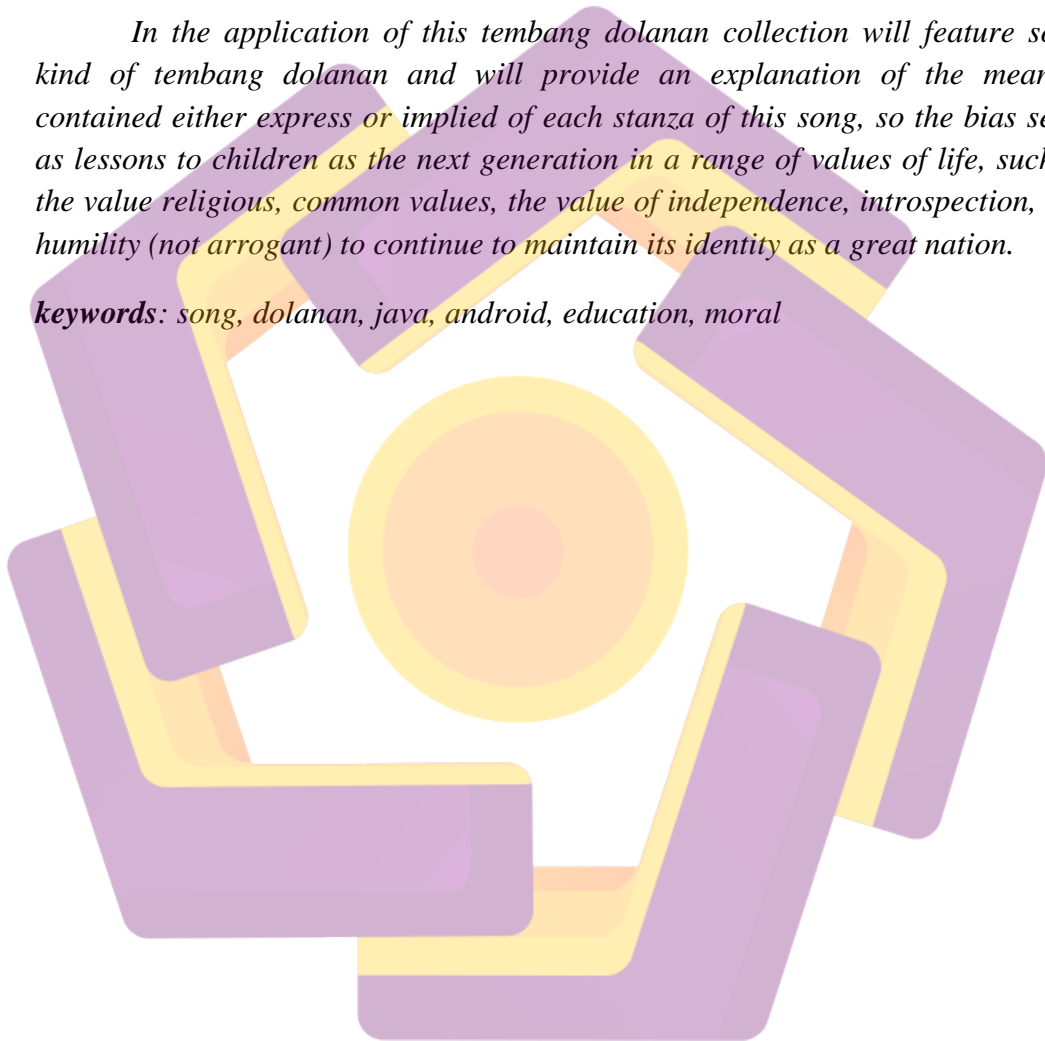 In the application of this tembang dolanan collection will feature so
kind of tembang dolanan and will provide an explanation of the mean
contained either express or implied of each stanza of this song, so the bias se
as lessons to children as the next generation in a range of values of life, such
the value religious, common values, the value of independence, introspection,
humility (not arrogant) to continue to maintain its identity as a great nation.
keywords: song, dolanan, java, android, education, moral